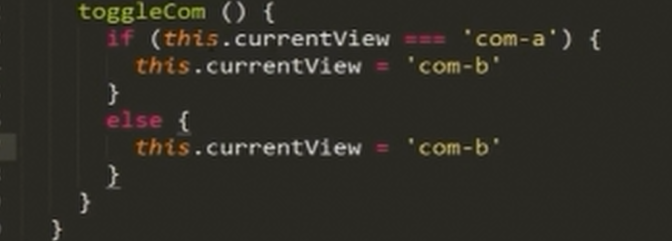 toggleCom () {
if (this.currentView === 'com-a') {
this.currentView = 'com-b'
}
else {
this.currentView = 'com-b'
}
}
}